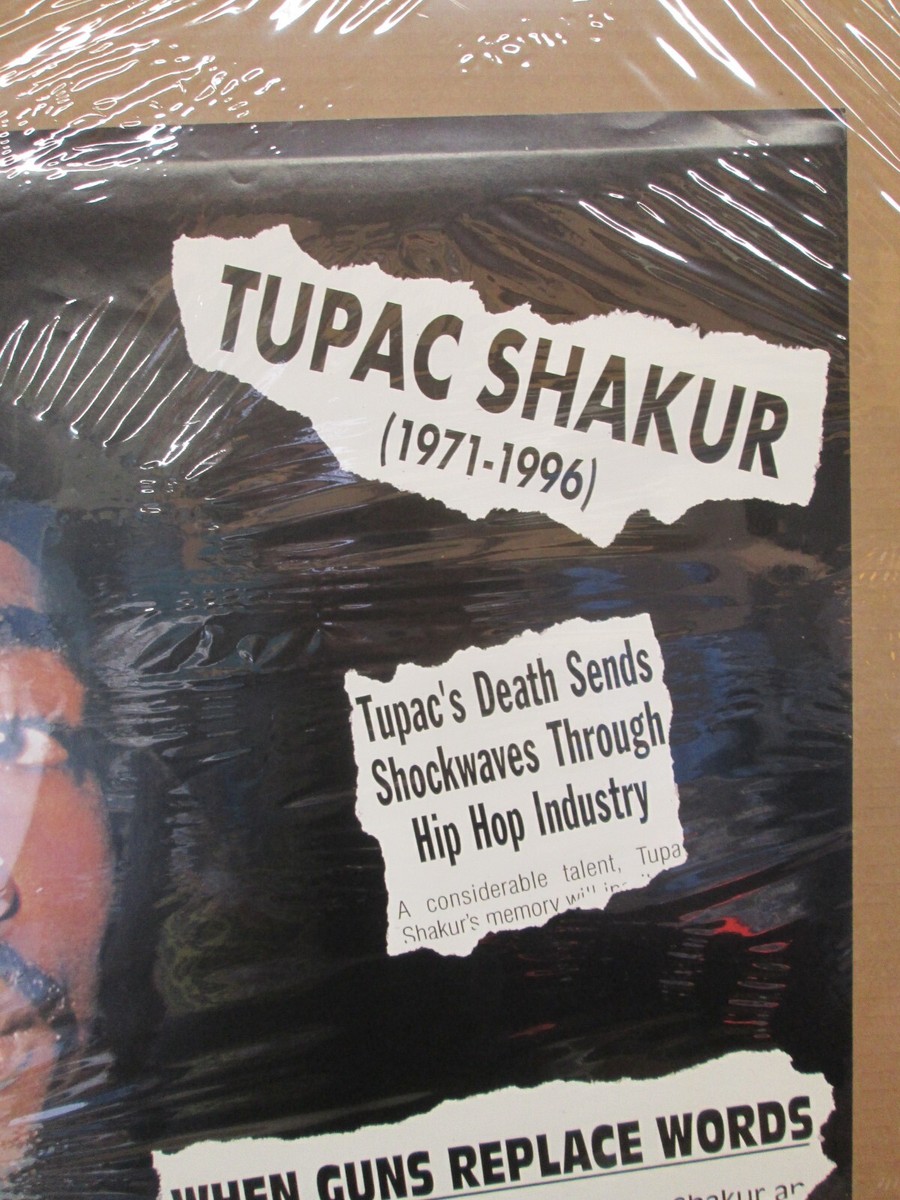 TUPAC SHAKUR
(1971-1996)
Tupac's Death Sends
Shockwaves Through
Hip Hop Industry
A considerable talent, Tupa
Shakur's memory will
WHEN GUNS REPLACE WORDS
Shakur an